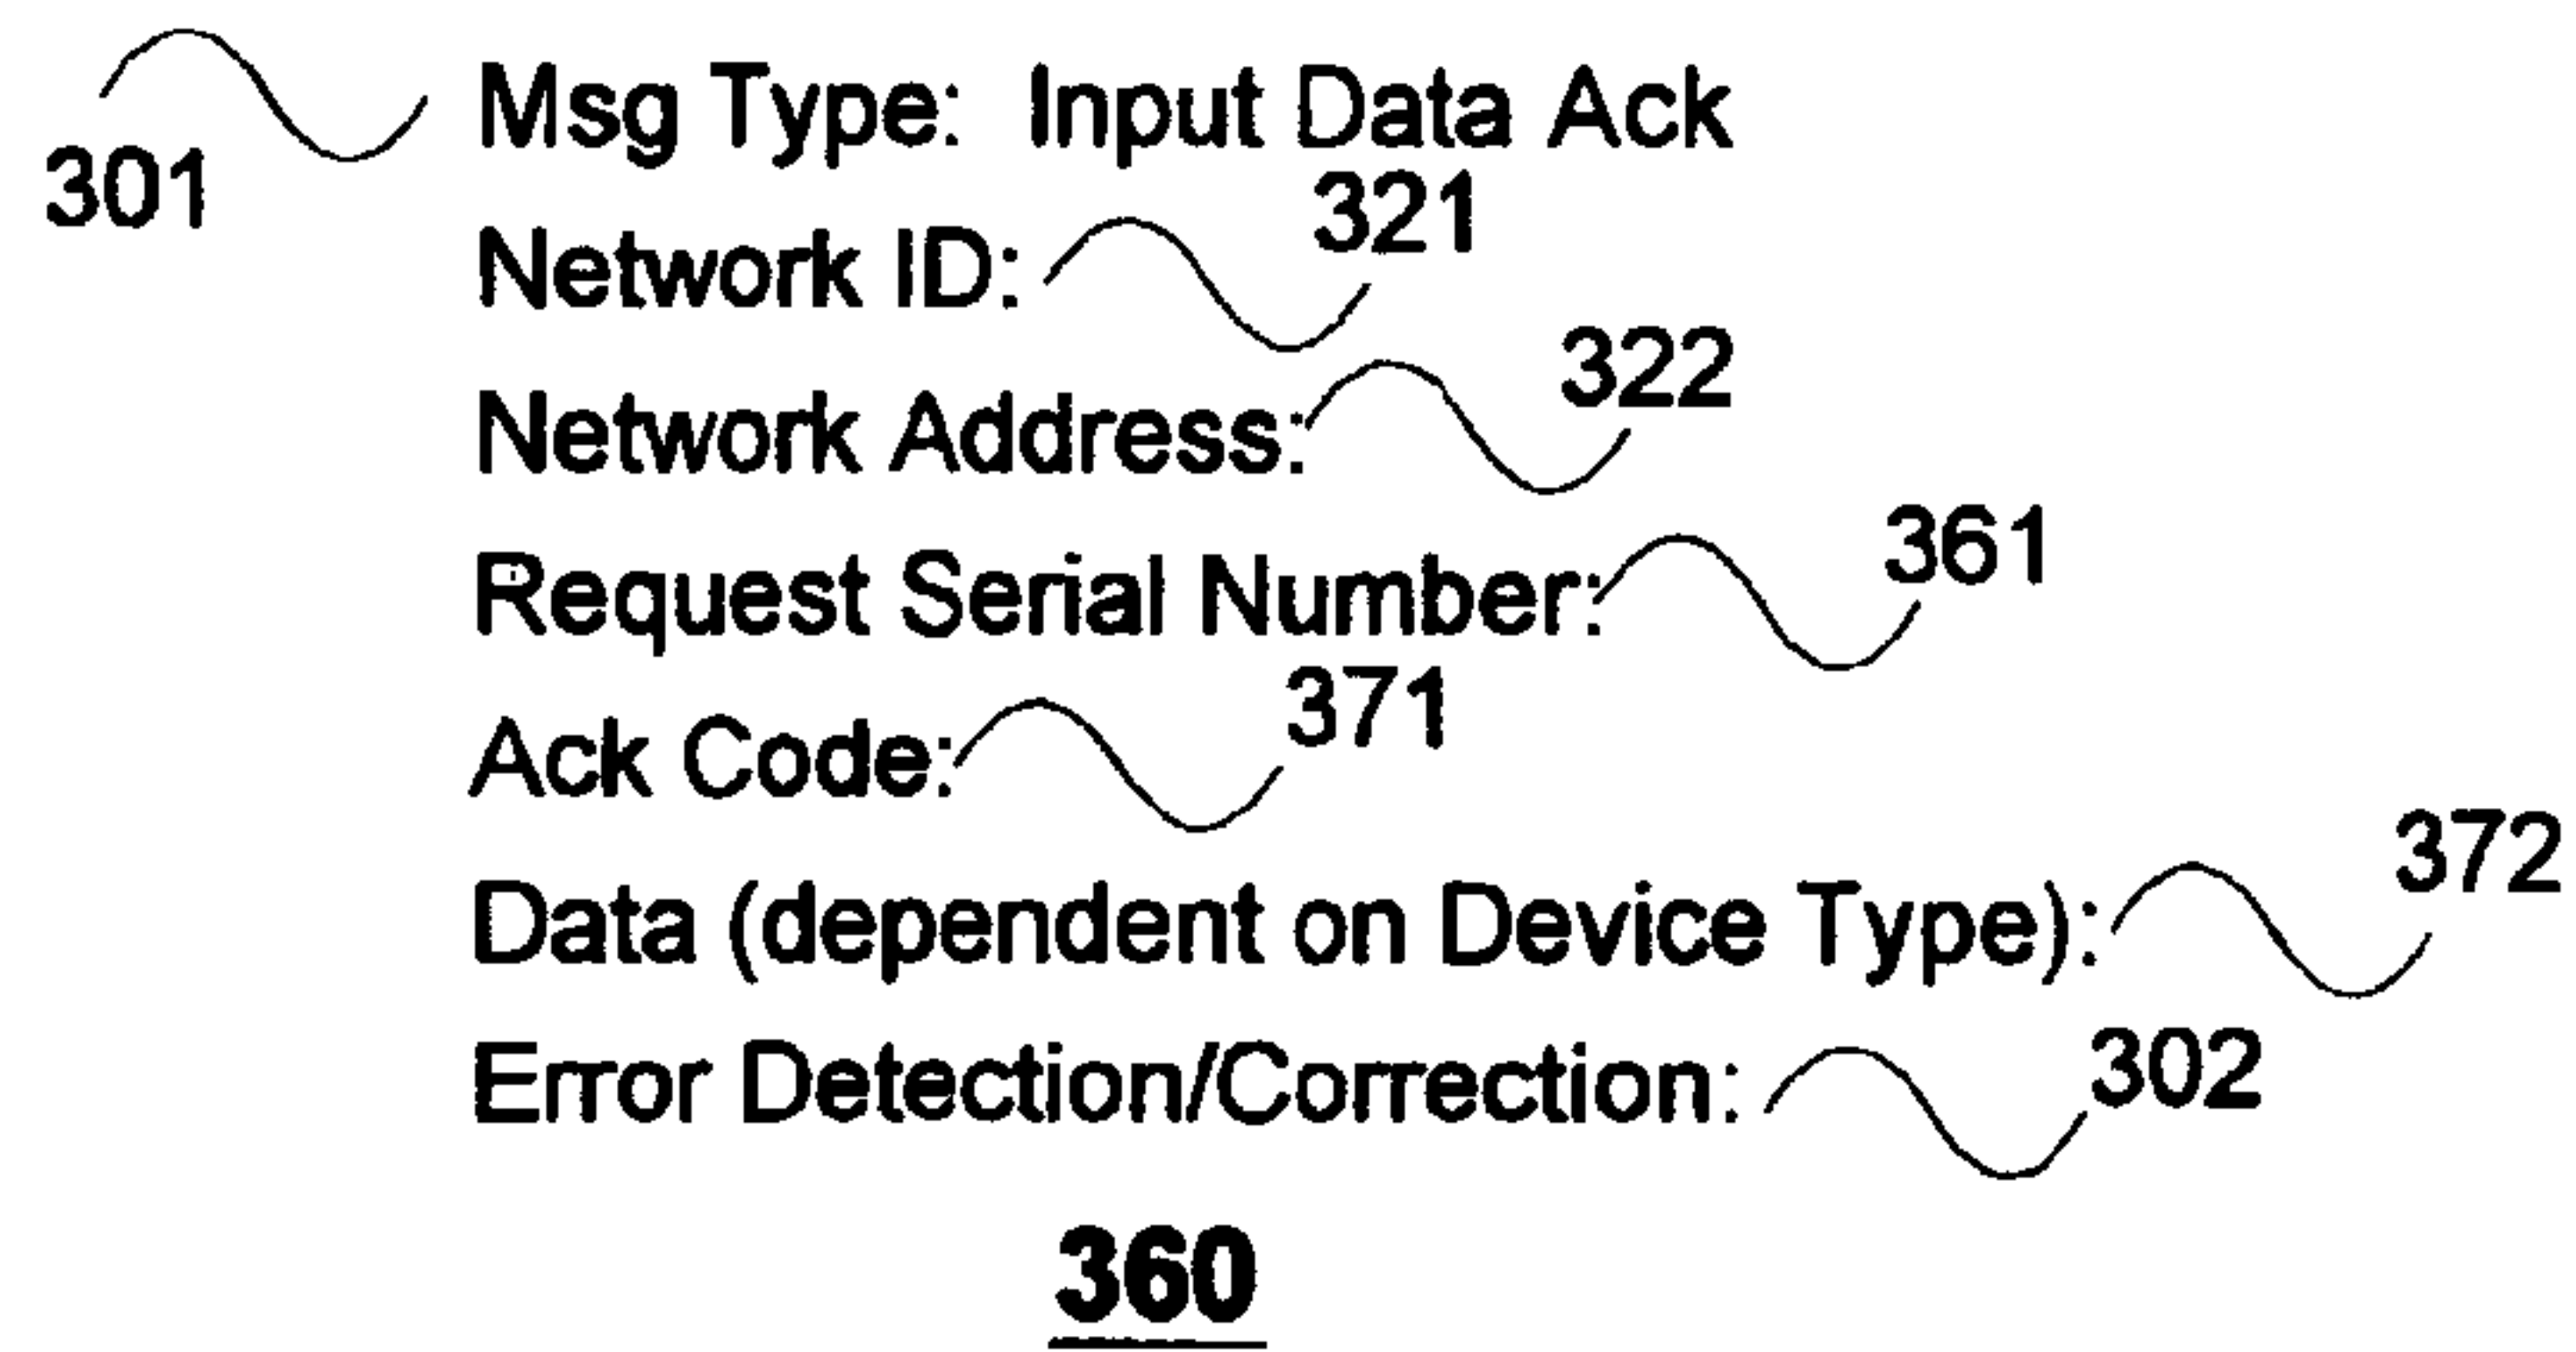 301 Msg Type: Input Data Ack
Network ID: 321
Network Address: 322
Request Serial Number: 361
Ack Code: 371
Data (dependent on Device Type): 372
Error Detection/Correction: 302
360